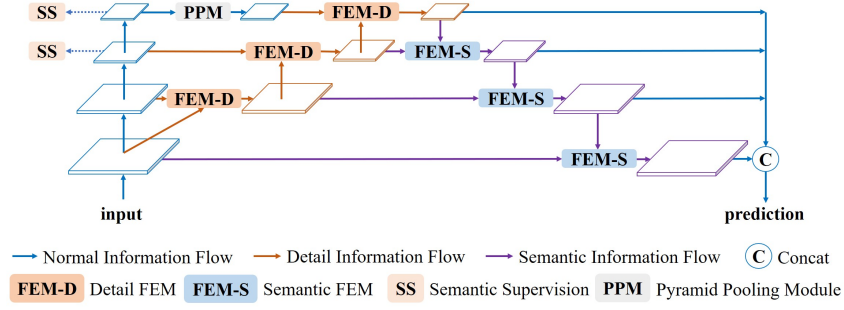 SS PPM FEM-D
SS FEM-D FEM-S
FEM-D FEM-S
FEM-S C
input prediction
Normal Information Flow Detail Information Flow Semantic Information Flow C Concat
FEM-D Detail FEM FEM-S Semantic FEM SS Semantic Supervision PPM Pyramid Pooling Module